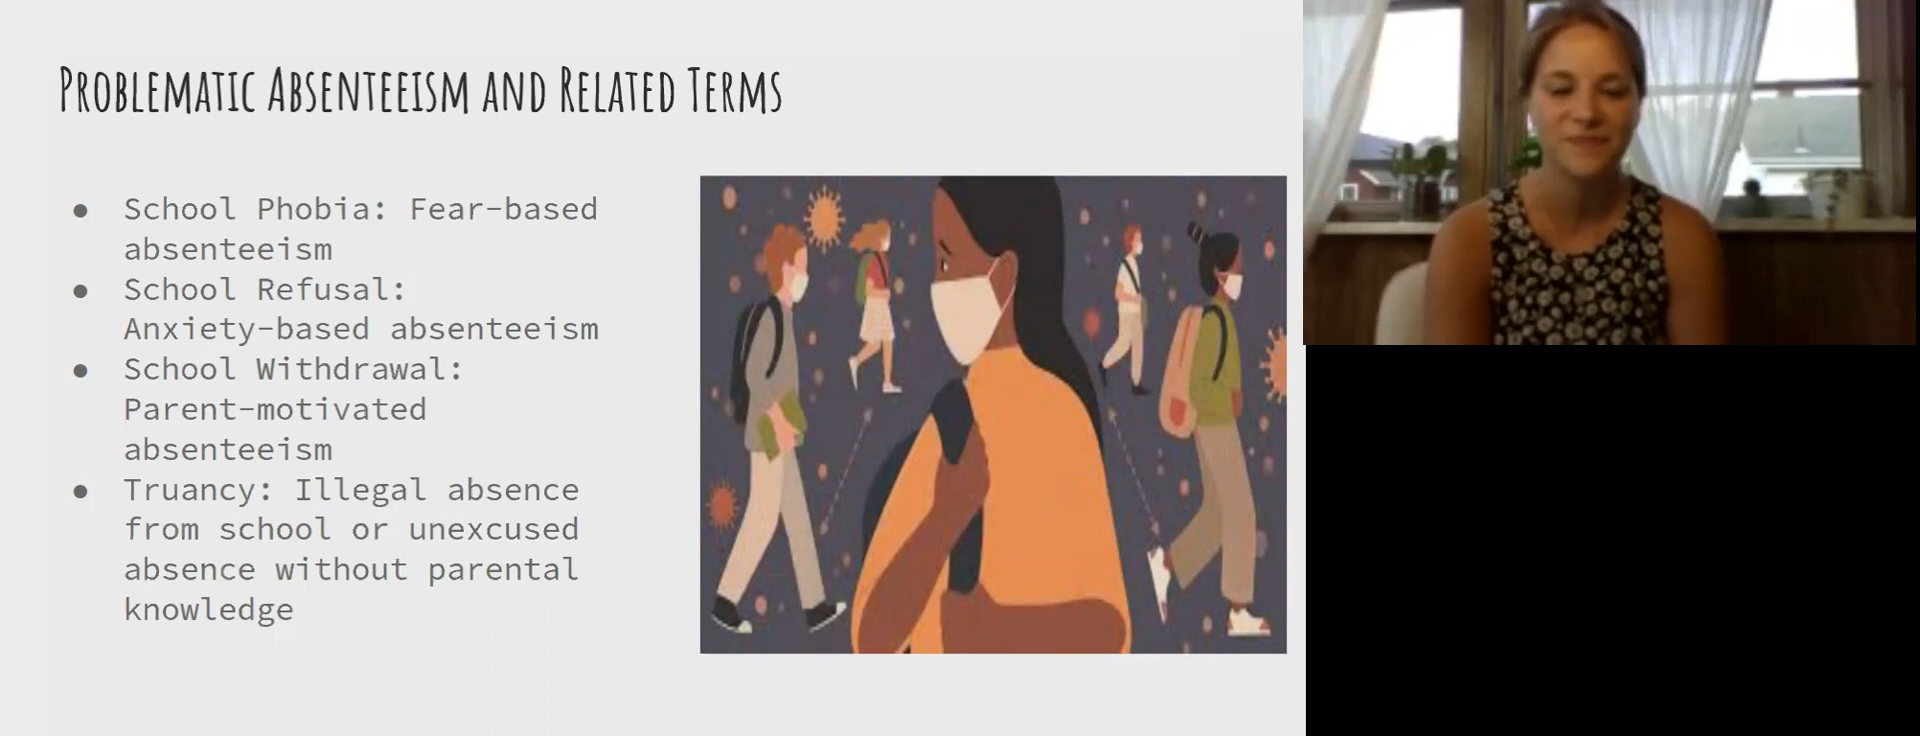 Problematic Absenteeism and Related Terms
● School Phobia: Fear-based
absenteeism
● School Refusal:
Anxiety-based absenteeism
● School Withdrawal:
Parent-motivated
absenteeism
● Truancy: Illegal absence
from school or unexcused
absence without parental
knowledge